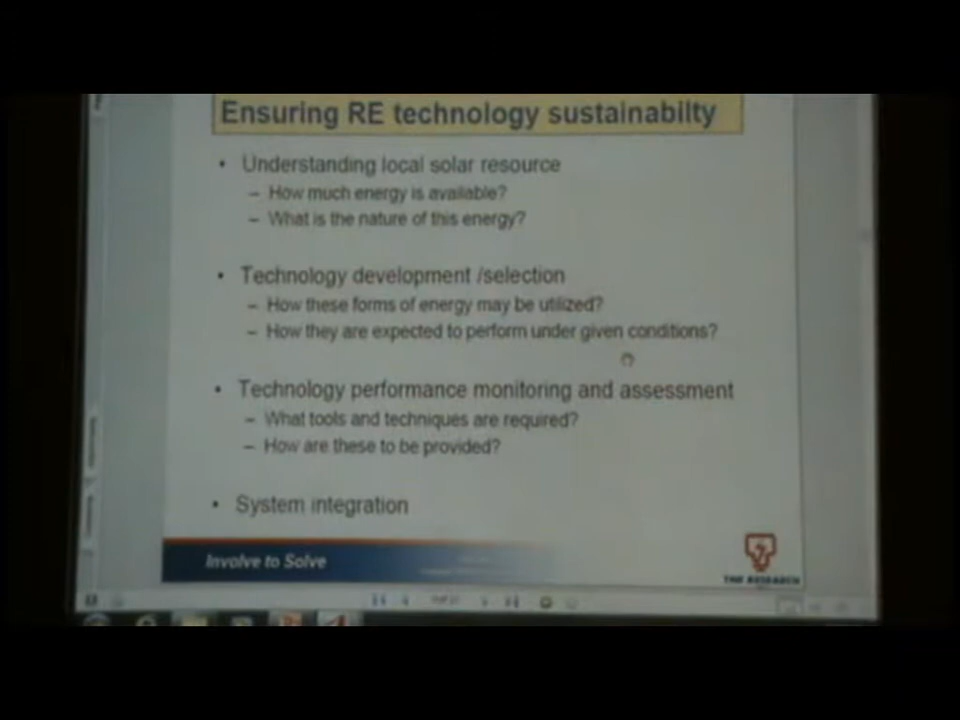 Ensuring RE technology sustainabilty
• Understanding local solar resource
– How much energy is available?
– What is the nature of this energy?
• Technology development /selection
– How these forms of energy may be utilized?
– How they are expected to perform under given conditions?
• Technology performance monitoring and assessment
– What tools and techniques are required?
– How are these to be provided?
• System integration
Involve to Solve
THE RESEARCH